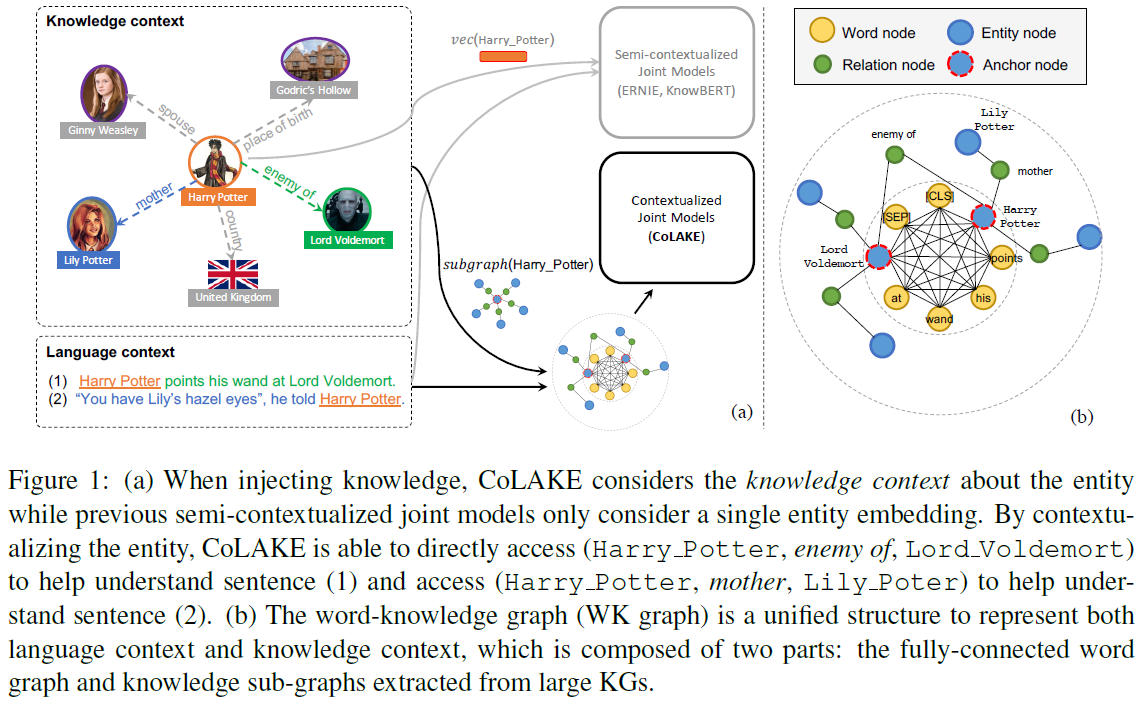 Knowledge context
Ginny Weasley
Godric's Hollow
spouse
place of birth
Harry Potter
enemy of
mother
Lord Voldemort
Lily Potter
country
United Kingdom
Language context
(1) Harry Potter points his wand at Lord Voldemort.
(2) "You have Lily's hazel eyes", he told Harry Potter.
vec(Harry_Potter)
Semi-contextualized
Joint Models
(ERNIE, KnowBERT)
Contextualized
Joint Models
(CoLAKE)
subgraph(Harry_Potter)
(a)
Word node
Entity node
Relation node
Anchor node
Lily
Potter
enemy of
mother
[CLS]
[SEP]
Harry
Potter
Lord
Voldemort
points
at
his
wand
(b)
Figure 1: (a) When injecting knowledge, CoLAKE considers the knowledge context about the entity
while previous semi-contextualized joint models only consider a single entity embedding. By contextu-
alizing the entity, CoLAKE is able to directly access (Harry_Potter, enemy of, Lord_Voldemort)
to help understand sentence (1) and access (Harry_Potter, mother, Lily_Poter) to help under-
stand sentence (2). (b) The word-knowledge graph (WK graph) is a unified structure to represent both
language context and knowledge context, which is composed of two parts: the fully-connected word
graph and knowledge sub-graphs extracted from large KGs.